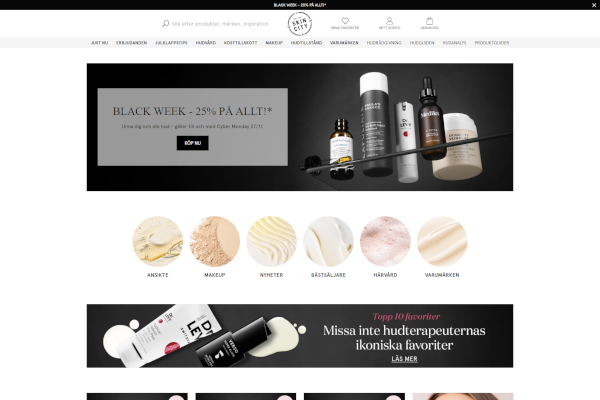 BLACK WEEK - 25% PÅ ALLT!*
Sök efter produkter, märken, inspiration
SKIN
CITY
MINA FAVORITER
MITT KONTO
VARUKORG
JUST NU
ERBJUDANDEN
JULKLAPPSTIPS
HUDVÅRD
KOSTTILLSKOTT
MAKEUP
HUDTILLSTÅND
VARUMÄRKEN
HUDRÅDGIVNING
HUDGUIDEN
HUDANALYS
PRODUKTGUIDER
BLACK WEEK - 25% PÅ ALLT!*
Unna dig och din hud - gäller till och med Cyber Monday 27/11.
KÖP NU
PAULA'S
CHOICE
Medik8
ANSIKTE
MAKEUP
NYHETER
BÄSTSÄLJARE
HÅRVÅRD
VARUMÄRKEN
Topp 10 favoriter
Missa inte hudterapeuternas
ikoniska favoriter
LÄS MER